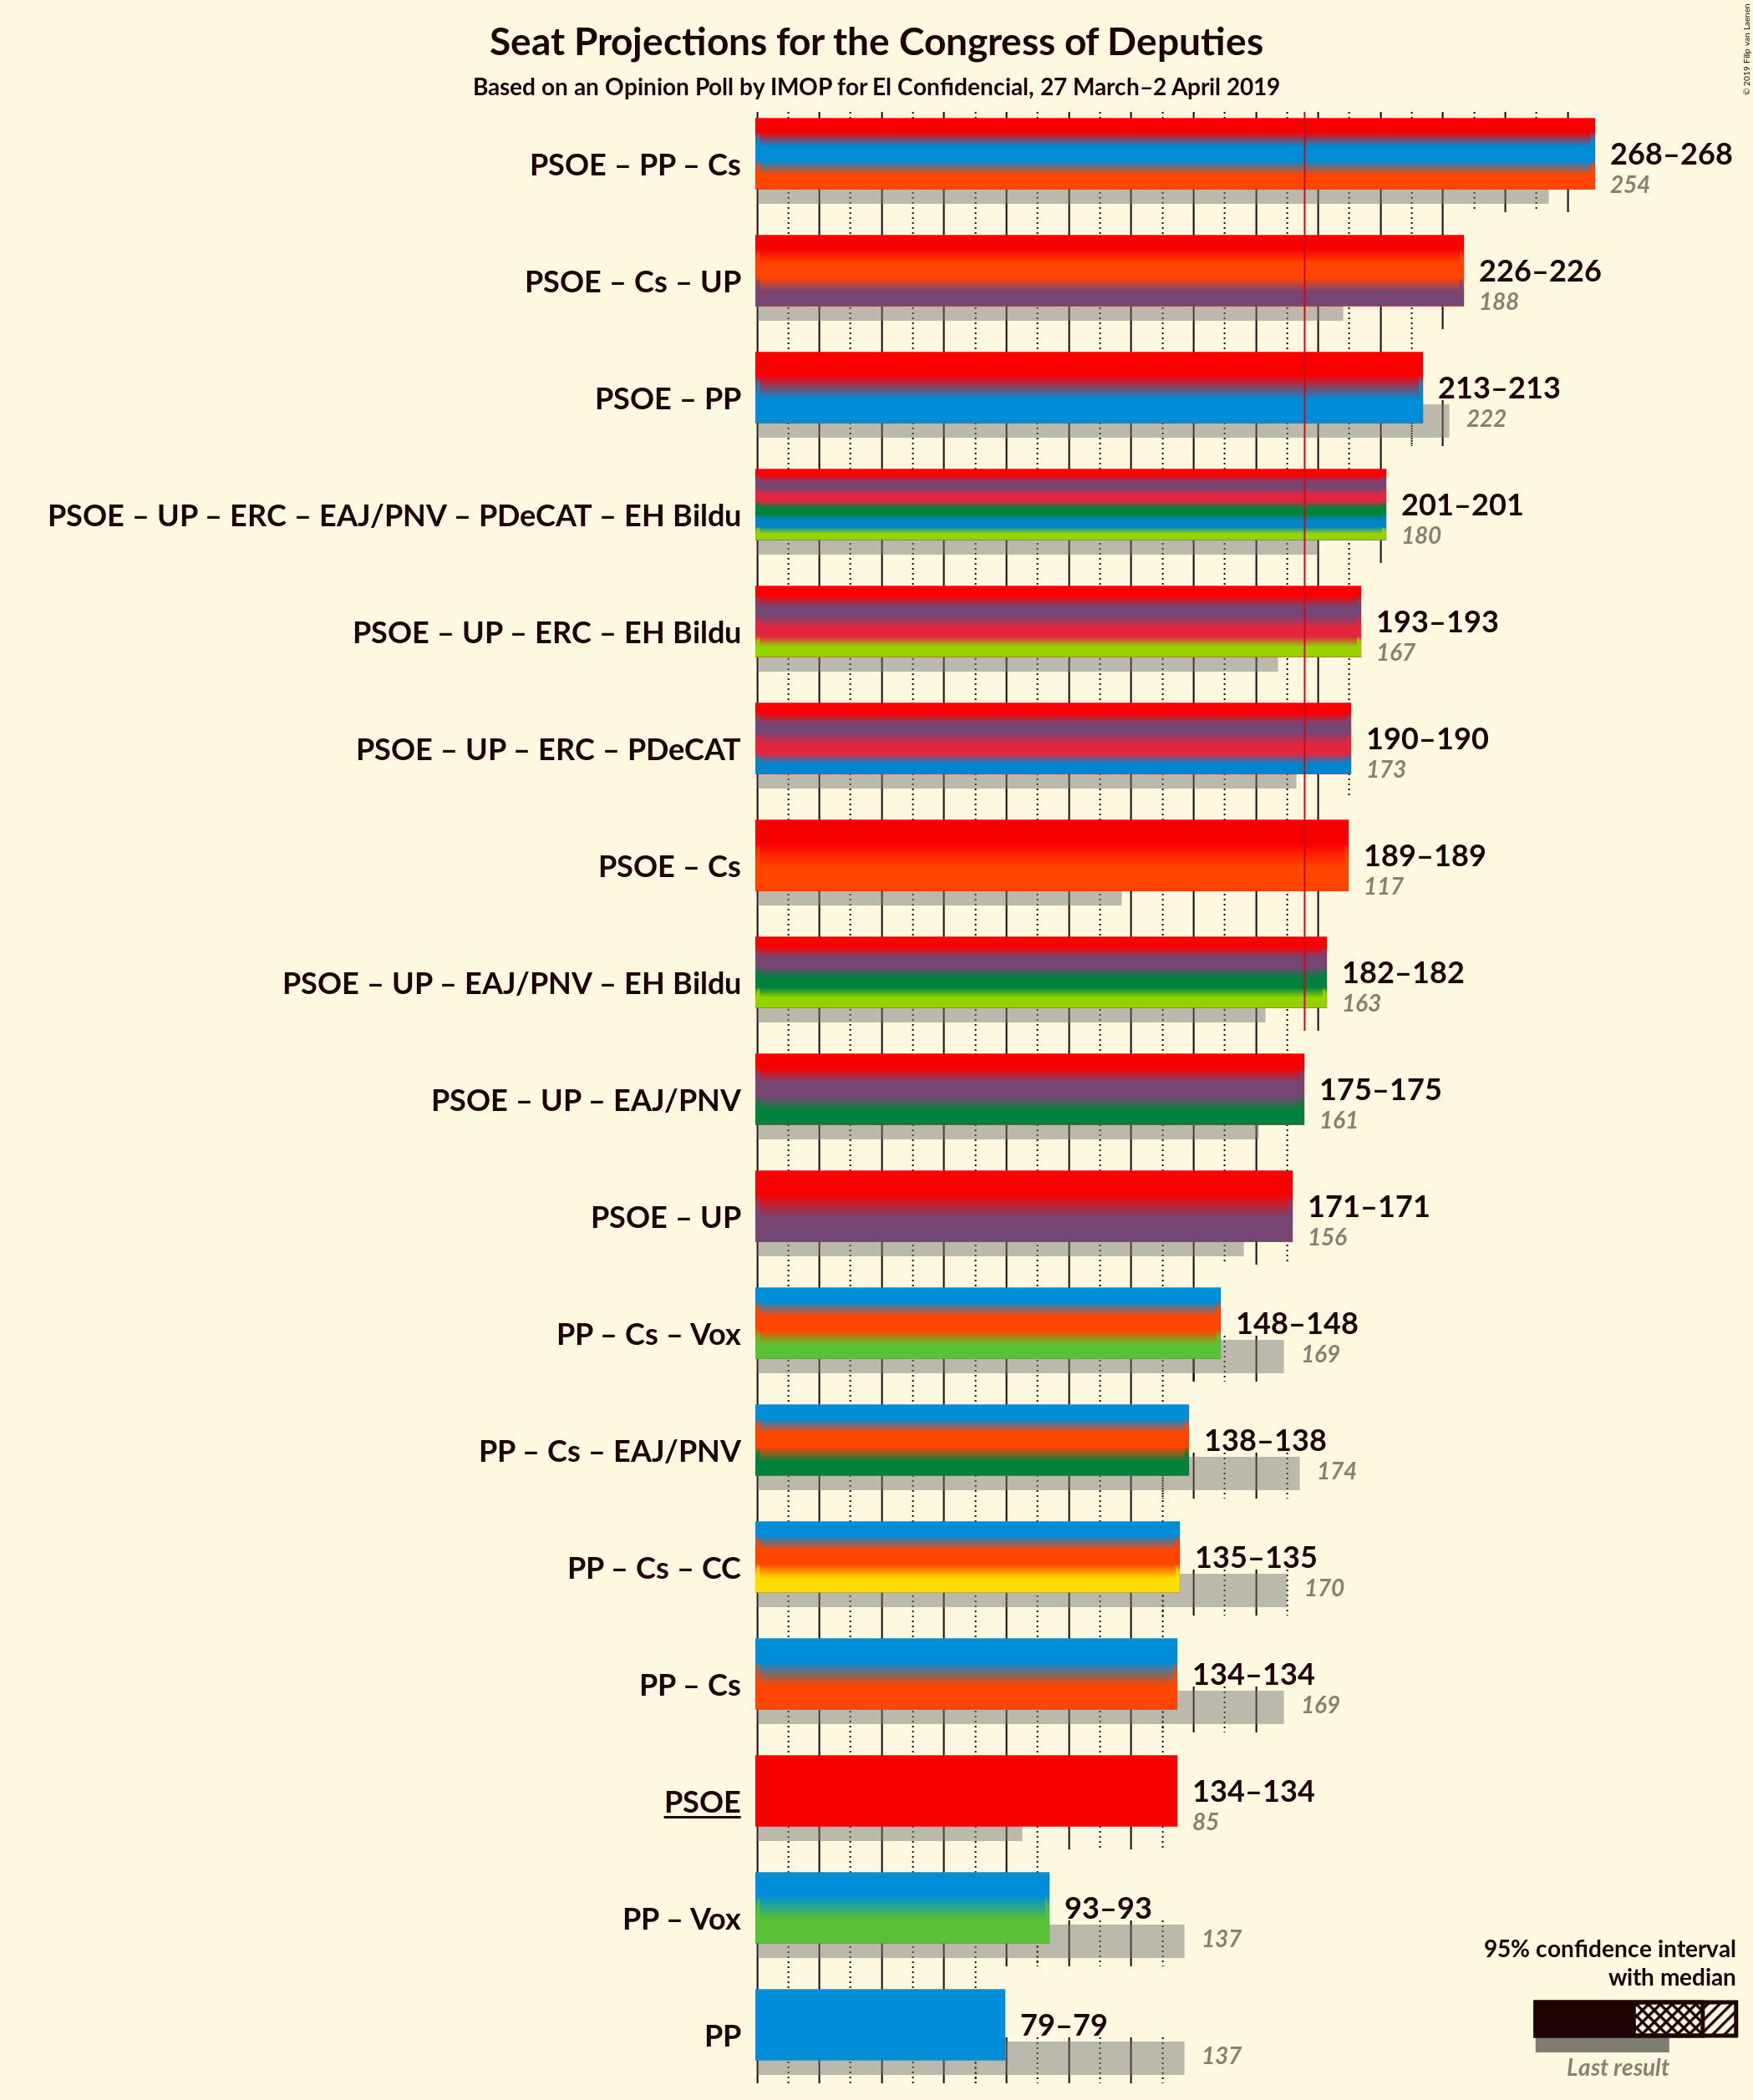 Seat Projections for the Congress of Deputies
Based on an Opinion Poll by IMOP for El Confidencial, 27 March–2 April 2019
© 2019 Filip van Laenen
PSOE – PP – Cs
268–268
254
PSOE – Cs – UP
226–226
188
PSOE – PP
213–213
222
PSOE – UP – ERC – EAJ/PNV – PDeCAT – EH Bildu
201–201
180
PSOE – UP – ERC – EH Bildu
193–193
167
PSOE – UP – ERC – PDeCAT
190–190
173
PSOE – Cs
189–189
117
PSOE – UP – EAJ/PNV – EH Bildu
182–182
163
PSOE – UP – EAJ/PNV
175–175
161
PSOE – UP
171–171
156
PP – Cs – Vox
148–148
169
PP – Cs – EAJ/PNV
138–138
174
PP – Cs – CC
135–135
170
PP – Cs
134–134
169
PSOE
134–134
85
PP – Vox
93–93
137
PP
79–79
137
95% confidence interval
with median
Last result